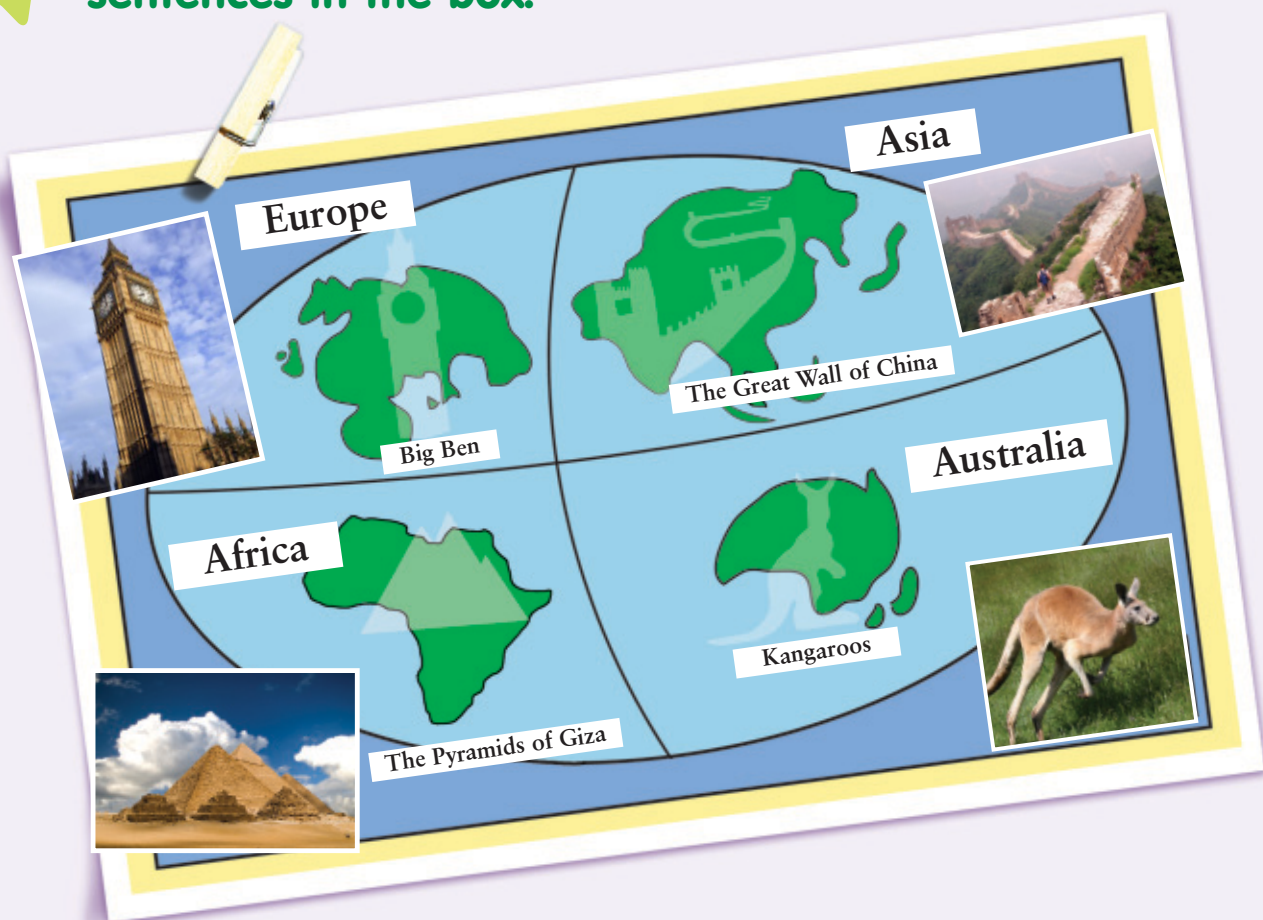 sentences in the box.
Europe
Asia
Big Ben
The Great Wall of China
Africa
Australia
The Pyramids of Giza
Kangaroos